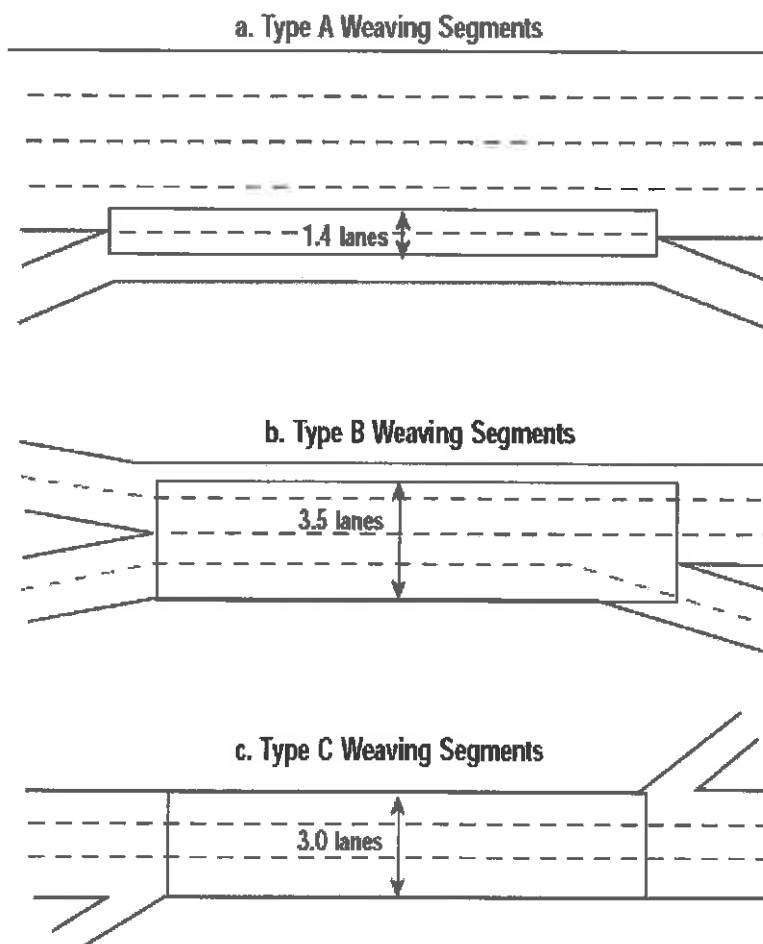 a. Type A Weaving Segments
1.4 lanes
b. Type B Weaving Segments
3.5 lanes
c. Type C Weaving Segments
3.0 lanes